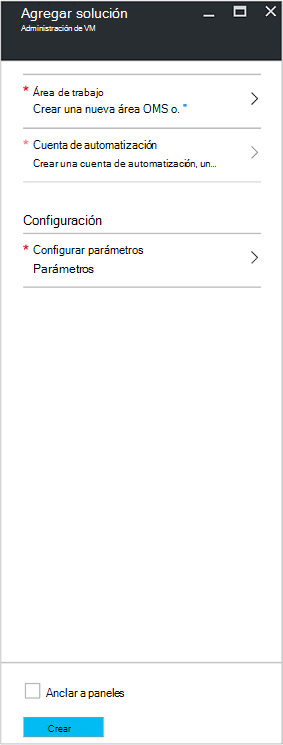 Agregar solución
Administración de VM
* Área de trabajo
Crear una nueva área OMS o. "
* Cuenta de automatización
Crear una cuenta de automatización, un...
Configuración
* Configurar parámetros
Parámetros
Anclar a paneles
Crear